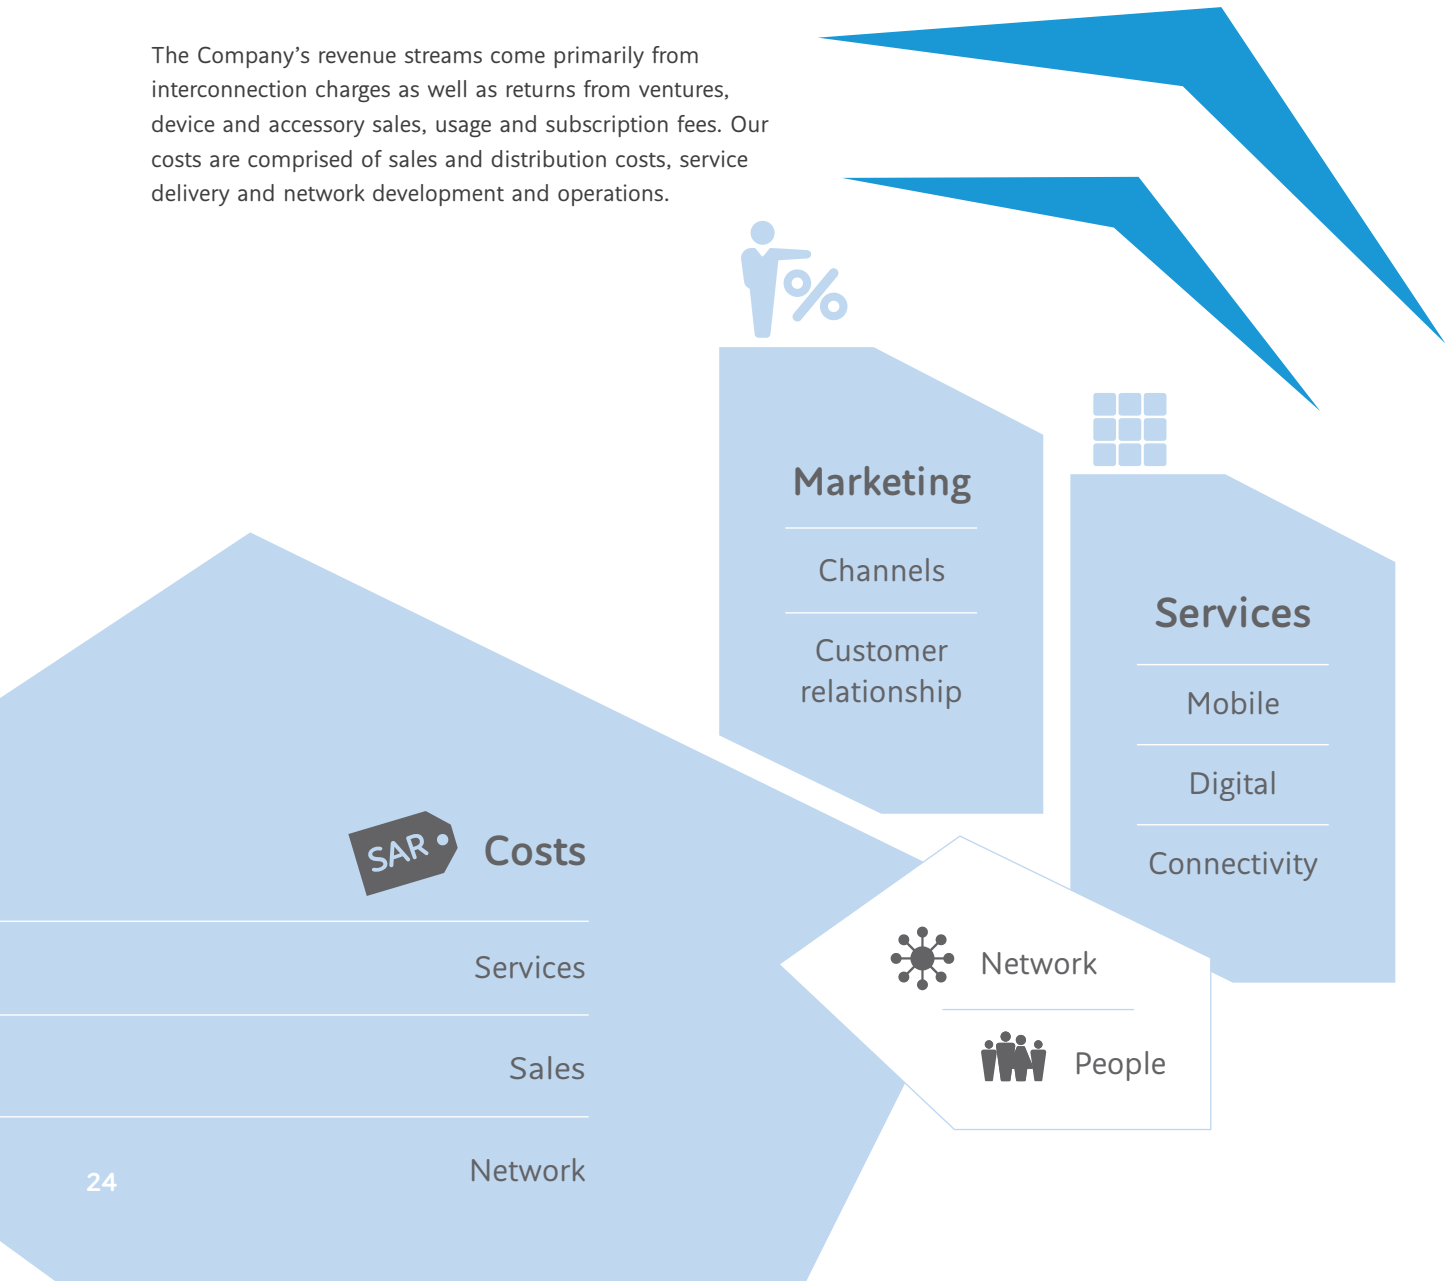 The Company’s revenue streams come primarily from
interconnection charges as well as returns from ventures,
device and accessory sales, usage and subscription fees. Our
costs are comprised of sales and distribution costs, service
delivery and network development and operations.
Marketing
Channels
Customer
relationship
Services
Mobile
Digital
Connectivity
SAR
Costs
Services
Sales
Network
Network
People
24